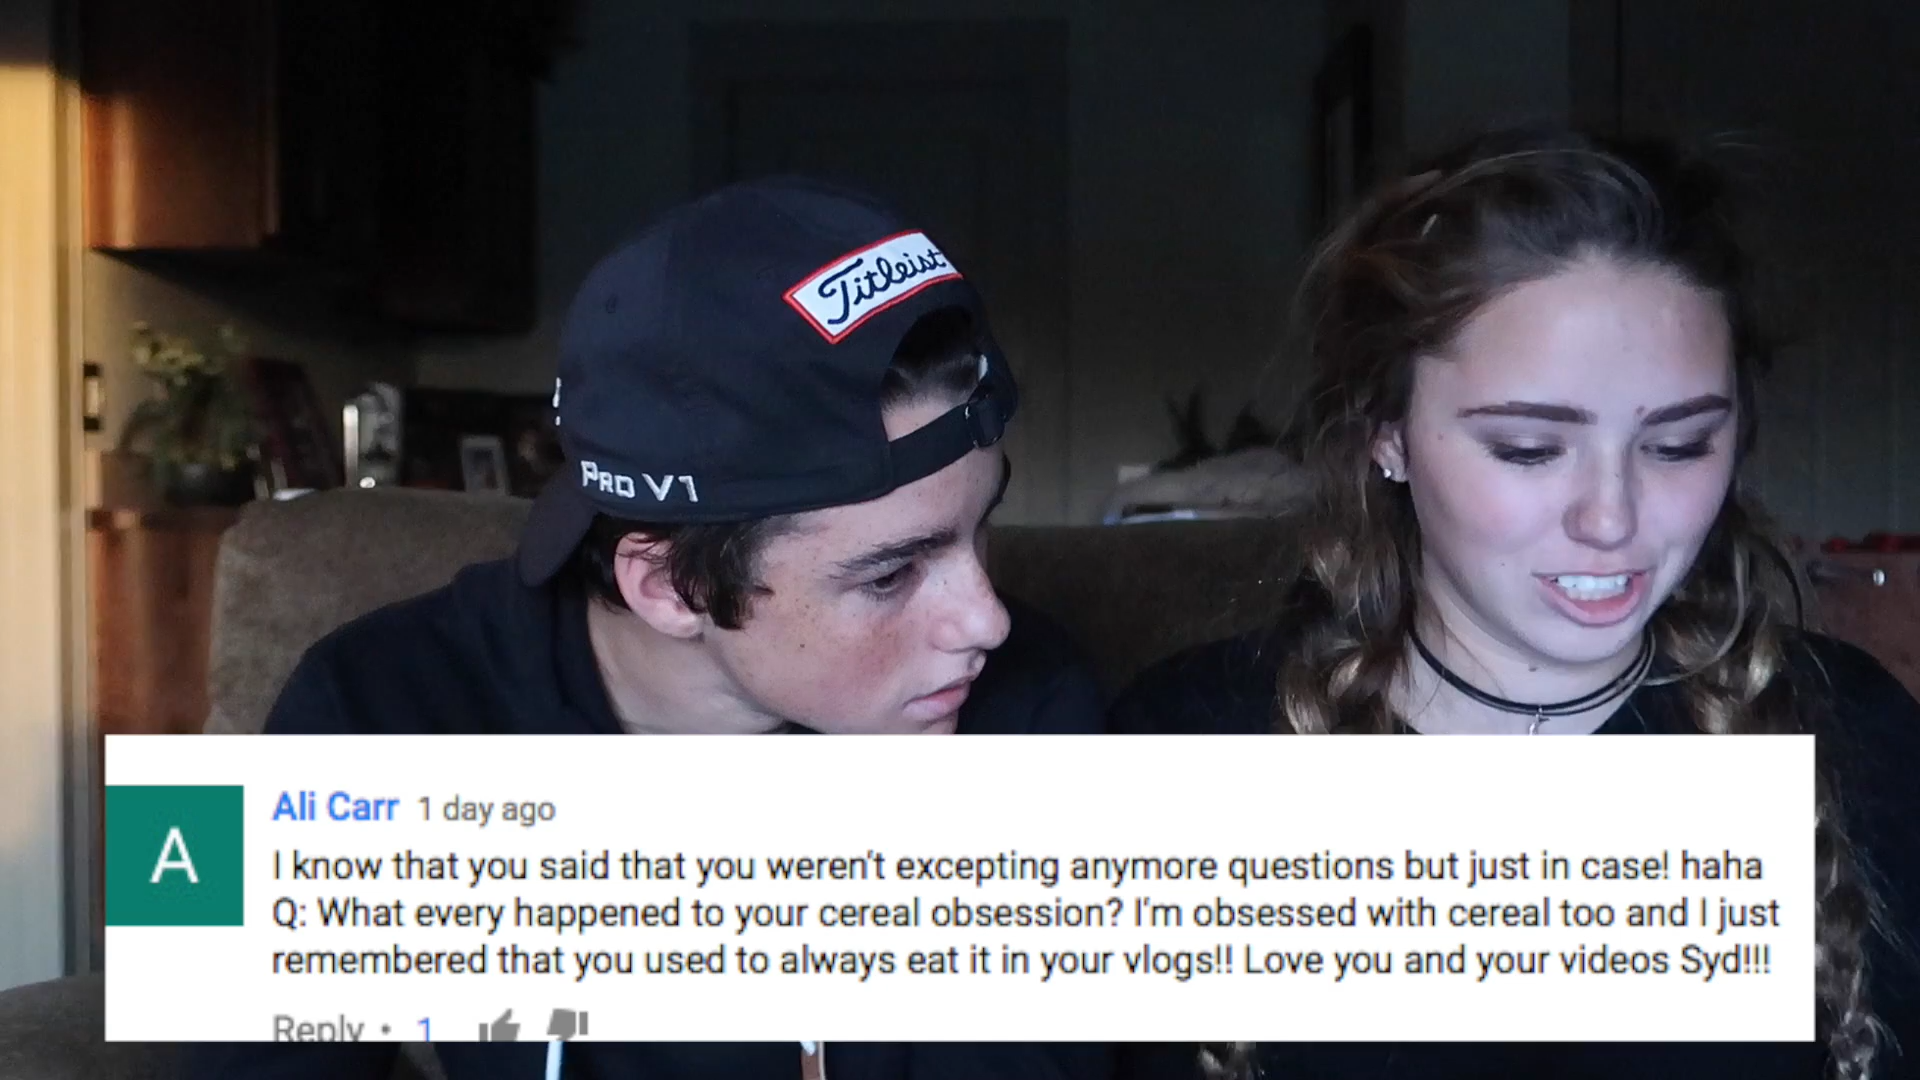 Titleist
PRO V1
A
Ali Carr 1 day ago
I know that you said that you weren't excepting anymore questions but just in case! haha
Q: What every happened to your cereal obsession? I'm obsessed with cereal too and I just
remembered that you used to always eat it in your vlogs!! Love you and your videos Syd!!!
Reply • 1